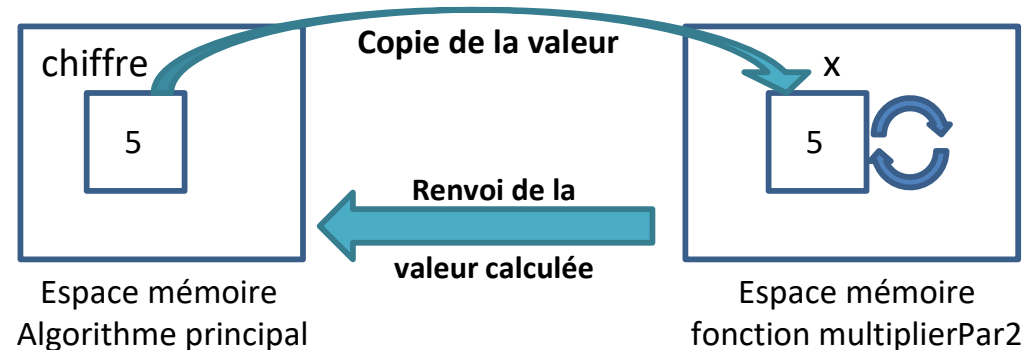 Copie de la valeur
chiffre
x
5
5
Renvoi de la
valeur calculée
Espace mémoire
Algorithme principal
Espace mémoire
fonction multiplierPar2